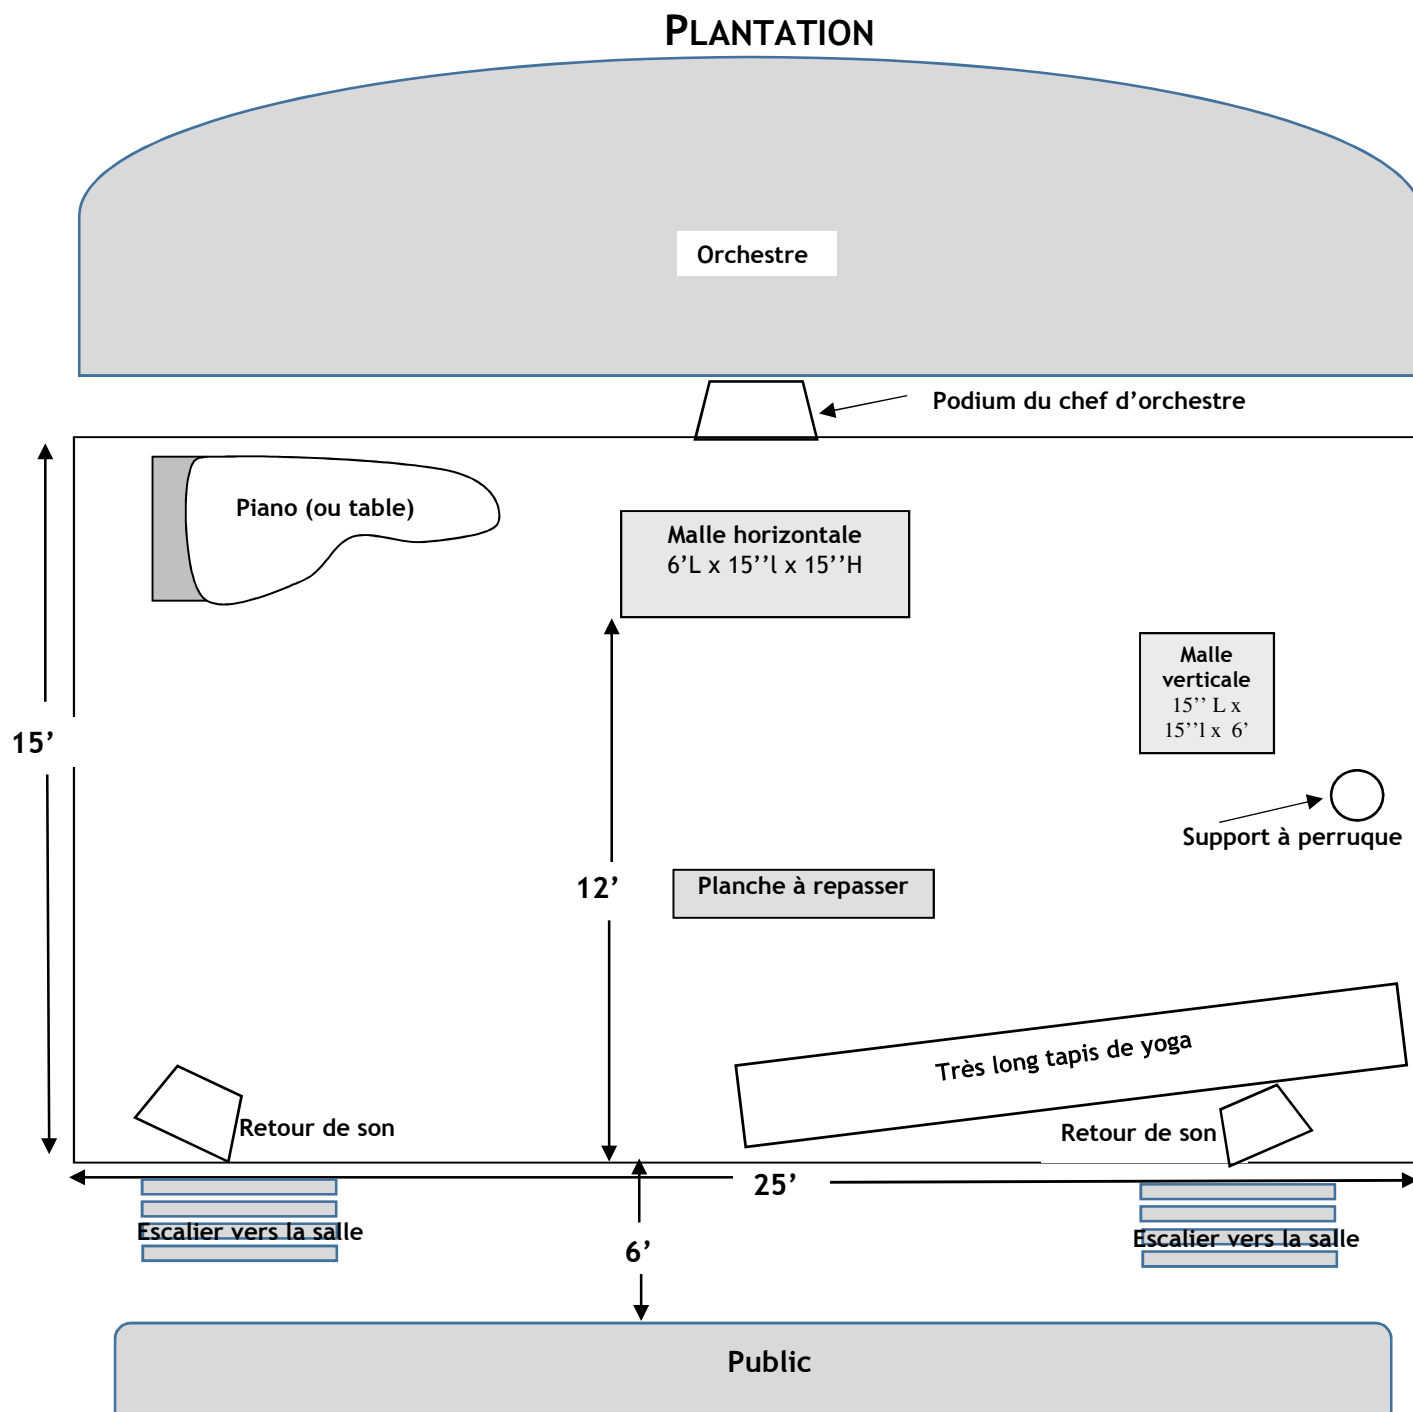 PLANTATION
Orchestre
Podium du chef d’orchestre
Piano (ou table)
Malle horizontale
6’L x 15’’l x 15’’H
Malle
verticale
15’’ L x
15’’l x 6’
15’
Support à perruque
12’
Planche à repasser
Très long tapis de yoga
Retour de son
Retour de son
25’
Escalier vers la salle
Escalier vers la salle
6’
Public